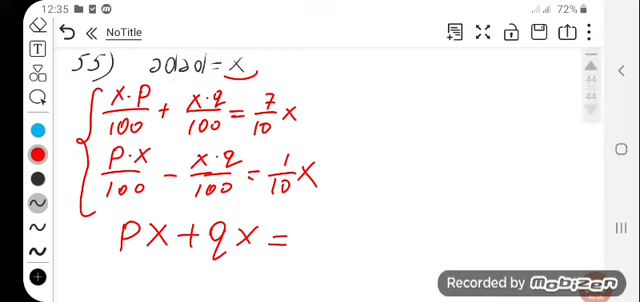 12:35 72%
NoTitle
55) ədəd = x
x·p/100 + x·q/100 = 7/10 x
p·x/100 − x·q/100 = 1/10 x
px + qx =
44
44
Recorded by Mobizen